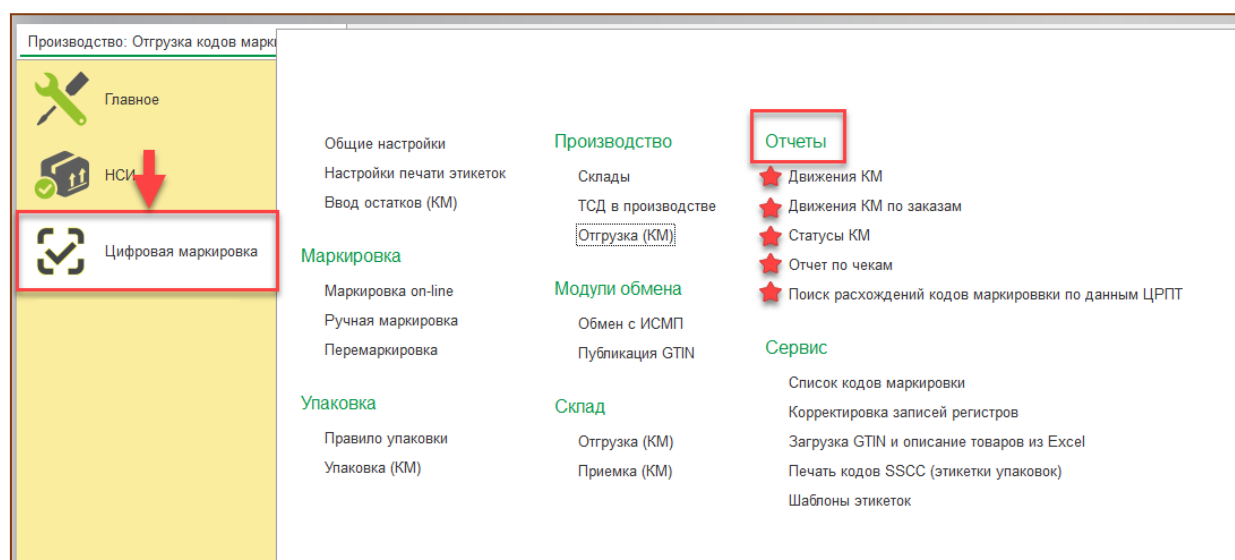 Производство: Отгрузка кодов марки
Главное
НСИ
Цифровая маркировка
Общие настройки
Настройки печати этикеток
Ввод остатков (КМ)
Маркировка
Маркировка on-line
Ручная маркировка
Перемаркировка
Упаковка
Правило упаковки
Упаковка (КМ)
Производство
Склады
ТСД в производстве
Отгрузка (КМ)
Модули обмена
Обмен с ИСМП
Публикация GTIN
Склад
Отгрузка (КМ)
Приемка (КМ)
Отчеты
Движения КМ
Движения КМ по заказам
Статусы КМ
Отчет по чекам
Поиск расхождений кодов маркироввки по данным ЦРПТ
Сервис
Список кодов маркировки
Корректировка записей регистров
Загрузка GTIN и описание товаров из Excel
Печать кодов SSCC (этикетки упаковок)
Шаблоны этикеток